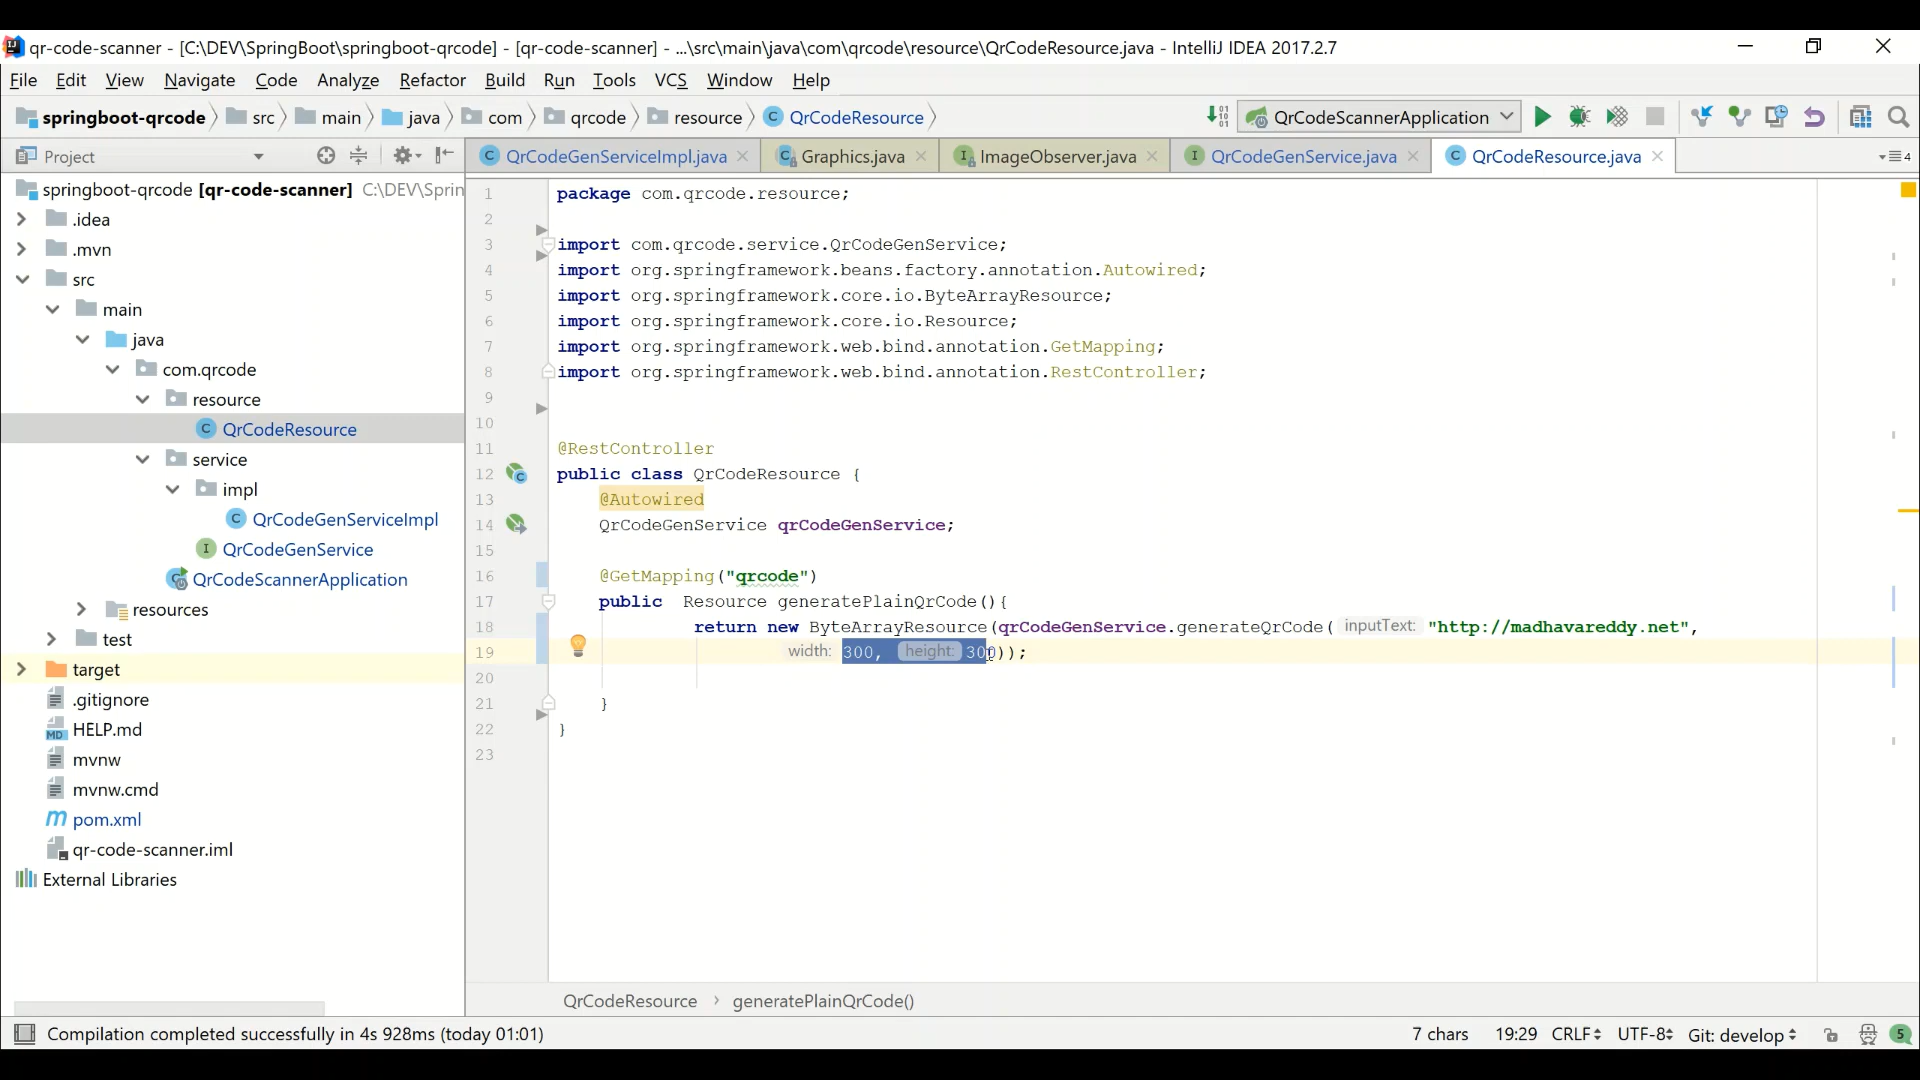 qr-code-scanner - [C:\DEV\SpringBoot\springboot-qrcode] - [qr-code-scanner] - ...\src\main\java\com\qrcode\resource\QrCodeResource.java - IntelliJ IDEA 2017.2.7
File Edit View Navigate Code Analyze Refactor Build Run Tools VCS Window Help
springboot-qrcode src main java com qrcode resource QrCodeResource QrCodeScannerApplication
Project
QrCodeGenServiceImpl.java Graphics.java ImageObserver.java QrCodeGenService.java QrCodeResource.java 4
springboot-qrcode [qr-code-scanner] C:\DEV\Sprin
.idea
.mvn
src
main
java
com.qrcode
resource
QrCodeResource
service
impl
QrCodeGenServiceImpl
QrCodeGenService
QrCodeScannerApplication
resources
test
target
.gitignore
HELP.md
mvnw
mvnw.cmd
pom.xml
qr-code-scanner.iml
External Libraries
1 package com.qrcode.resource;
2
3 import com.qrcode.service.QrCodeGenService;
4 import org.springframework.beans.factory.annotation.Autowired;
5 import org.springframework.core.io.ByteArrayResource;
6 import org.springframework.core.io.Resource;
7 import org.springframework.web.bind.annotation.GetMapping;
8 import org.springframework.web.bind.annotation.RestController;
9
10
11 @RestController
12 public class QrCodeResource {
13 @Autowired
14 QrCodeGenService qrCodeGenService;
15
16 @GetMapping("qrcode")
17 public Resource generatePlainQrCode(){
18 return new ByteArrayResource(qrCodeGenService.generateQrCode( inputText: "http://madhavareddy.net",
19 width: 300, height: 300));
20
21 }
22 }
23
QrCodeResource › generatePlainQrCode()
Compilation completed successfully in 4s 928ms (today 01:01) 7 chars 19:29 CRLF UTF-8 Git: develop 5